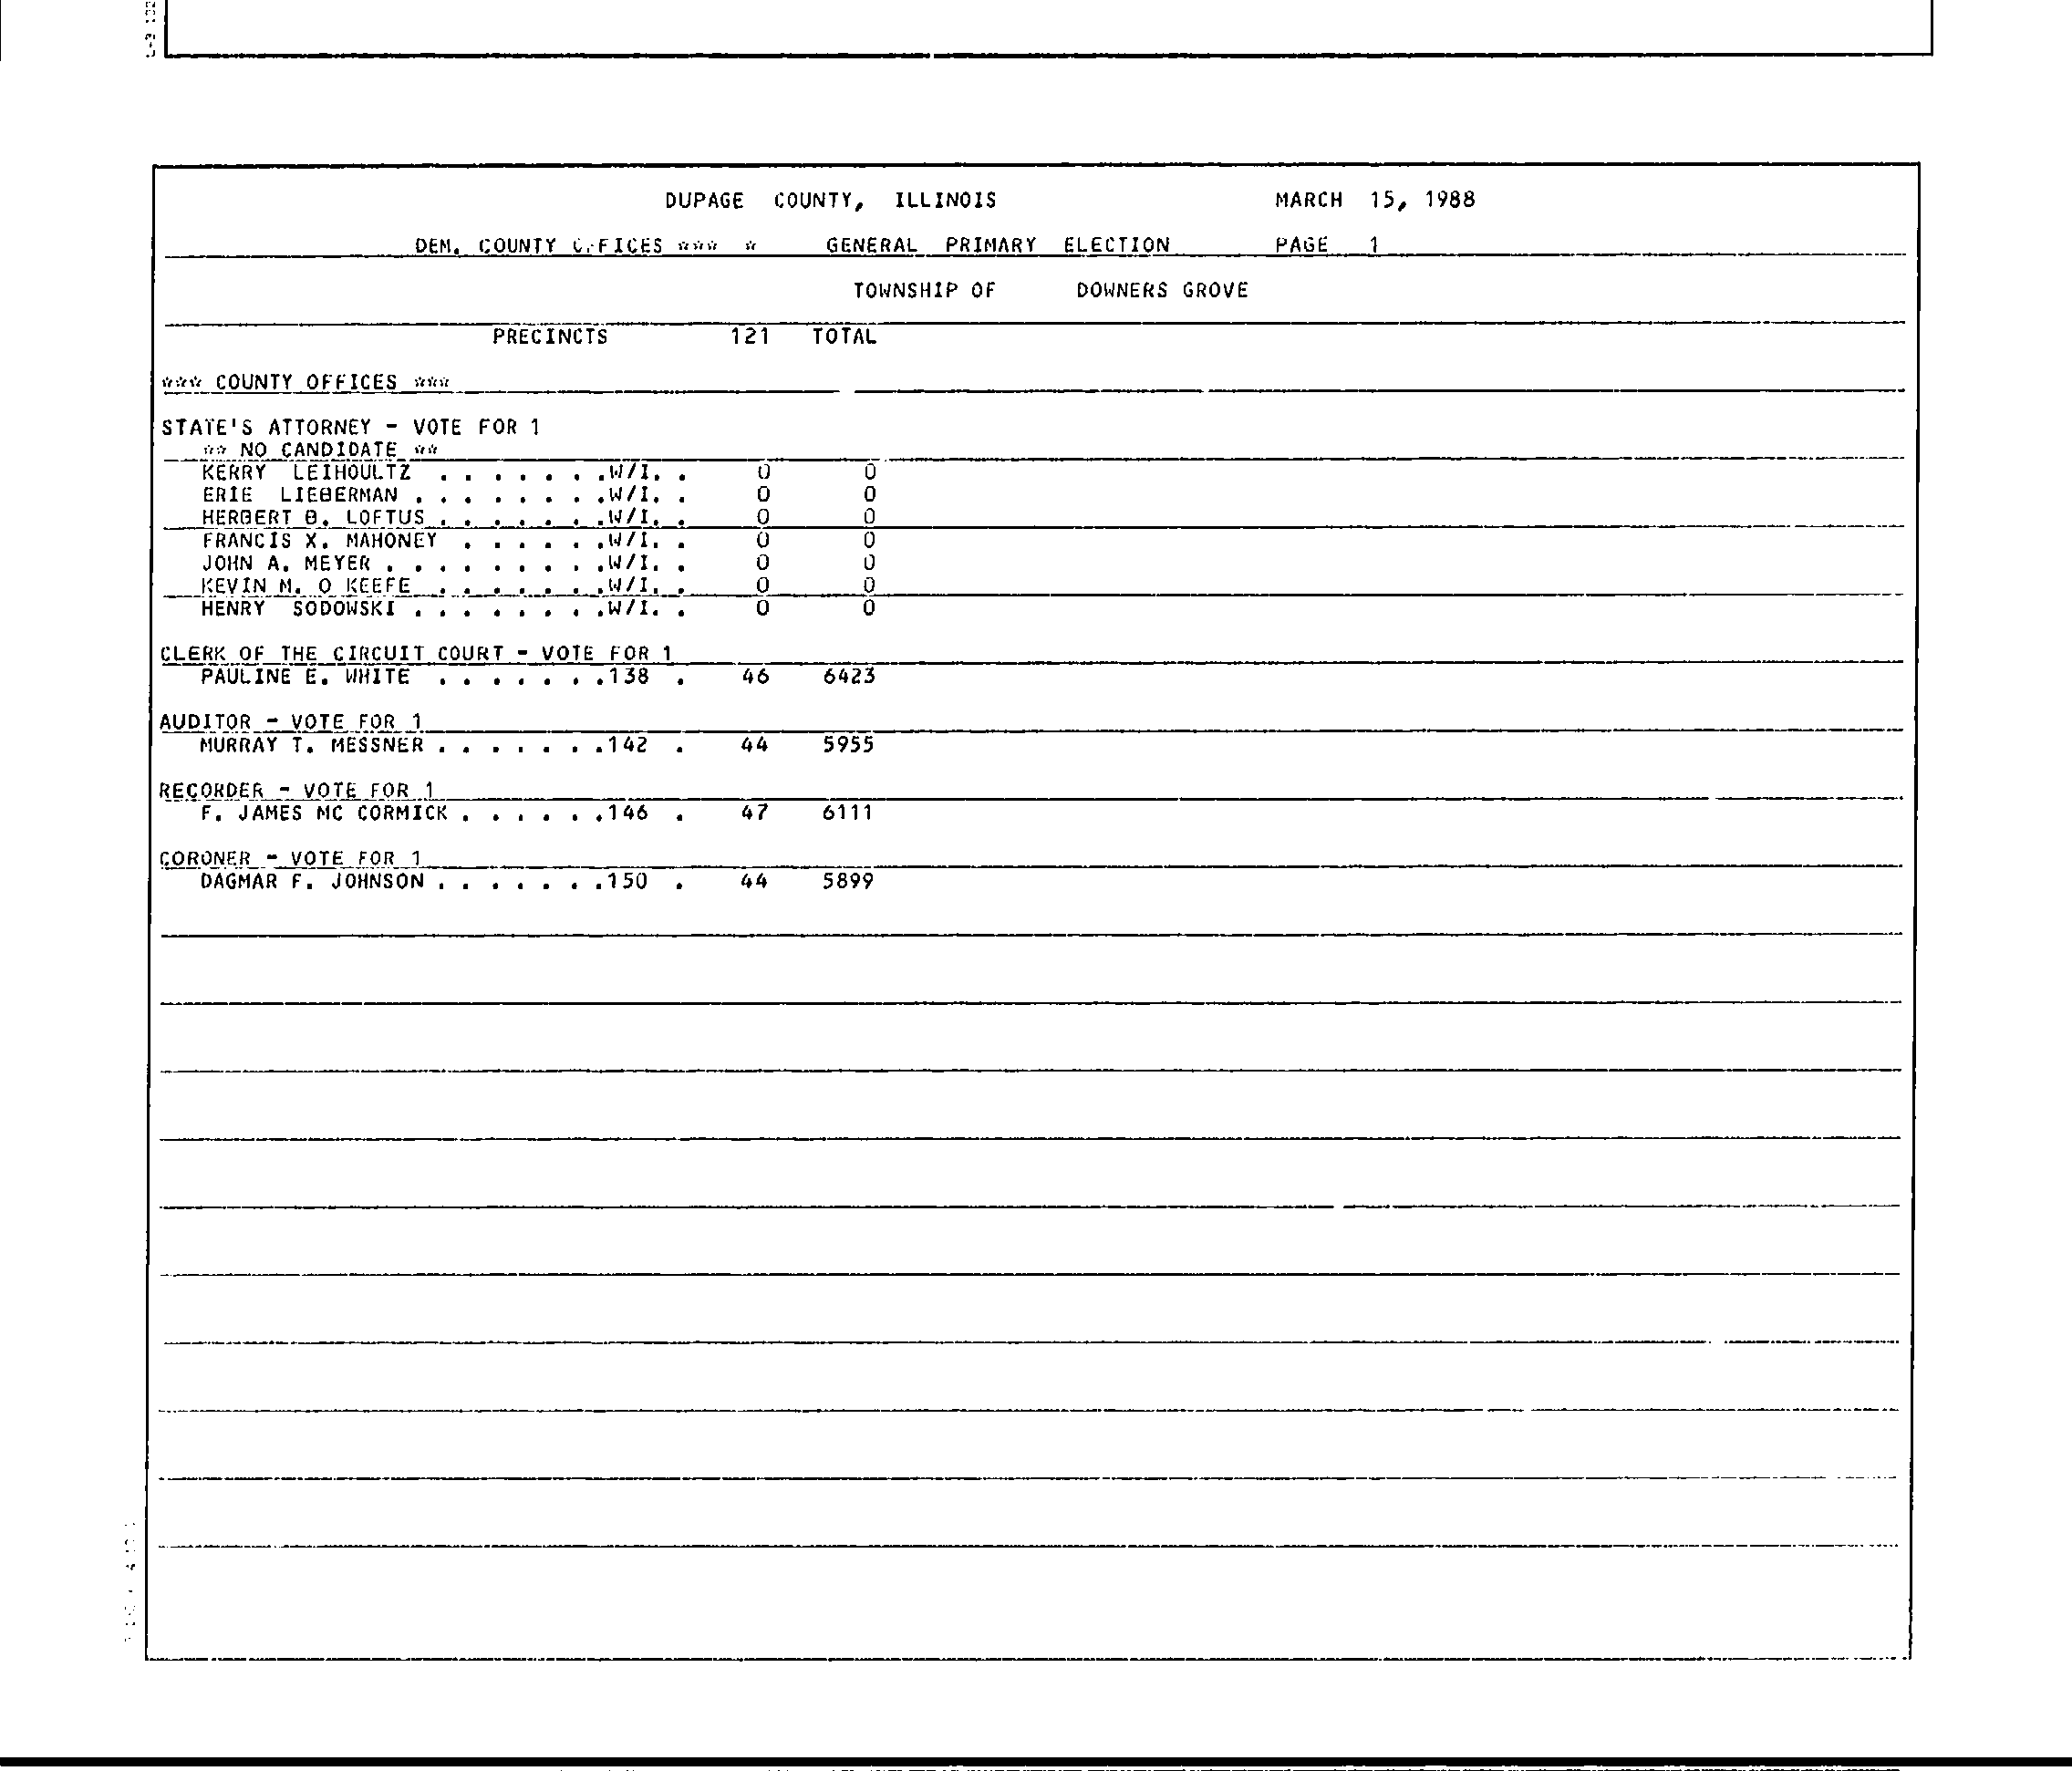 DUPAGE COUNTY, ILLINOIS MARCH 15, 1988
DEM. COUNTY OFFICES *** * GENERAL PRIMARY ELECTION PAGE 1
TOWNSHIP OF DOWNERS GROVE
PRECINCTS 121 TOTAL
*** COUNTY OFFICES ***
STATE'S ATTORNEY - VOTE FOR 1
** NO CANDIDATE **
KERRY LEIHOULTZ . . . . . . .W/I. . 0 0
ERIE LIEBERMAN . . . . . . . .W/I. . 0 0
HERBERT B. LOFTUS . . . . . . .W/I. . 0 0
FRANCIS X. MAHONEY . . . . . .W/I. . 0 0
JOHN A. MEYER . . . . . . . . .W/I. . 0 0
KEVIN M. O KEEFE . . . . . . .W/I. . 0 0
HENRY SODOWSKI . . . . . . . .W/I. . 0 0
CLERK OF THE CIRCUIT COURT - VOTE FOR 1
PAULINE E. WHITE . . . . . . .138 . 46 6423
AUDITOR - VOTE FOR 1
MURRAY T. MESSNER . . . . . . .142 . 44 5955
RECORDER - VOTE FOR 1
F. JAMES MC CORMICK . . . . . .146 . 47 6111
CORONER - VOTE FOR 1
DAGMAR F. JOHNSON . . . . . . .150 . 44 5899